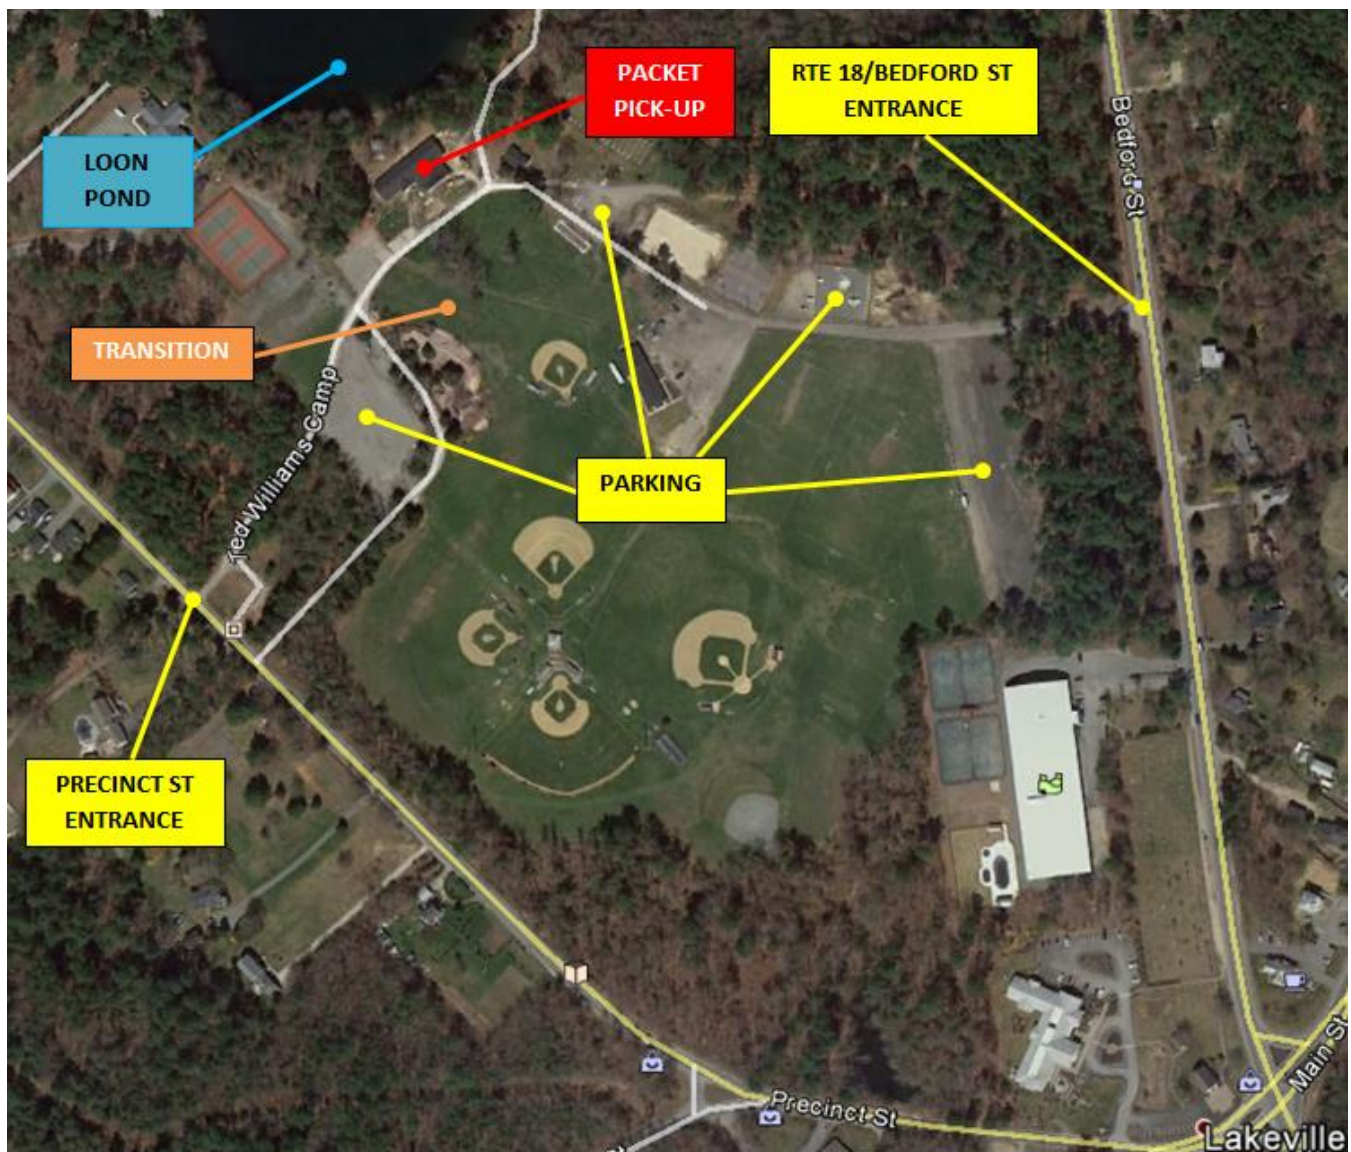 PACKET
PICK-UP
RTE 18/BEDFORD ST
ENTRANCE
LOON
POND
Bedford St
TRANSITION
Ted Williams Camp
PARKING
PRECINCT ST
ENTRANCE
Main St
Precinct St
Lakeville
St